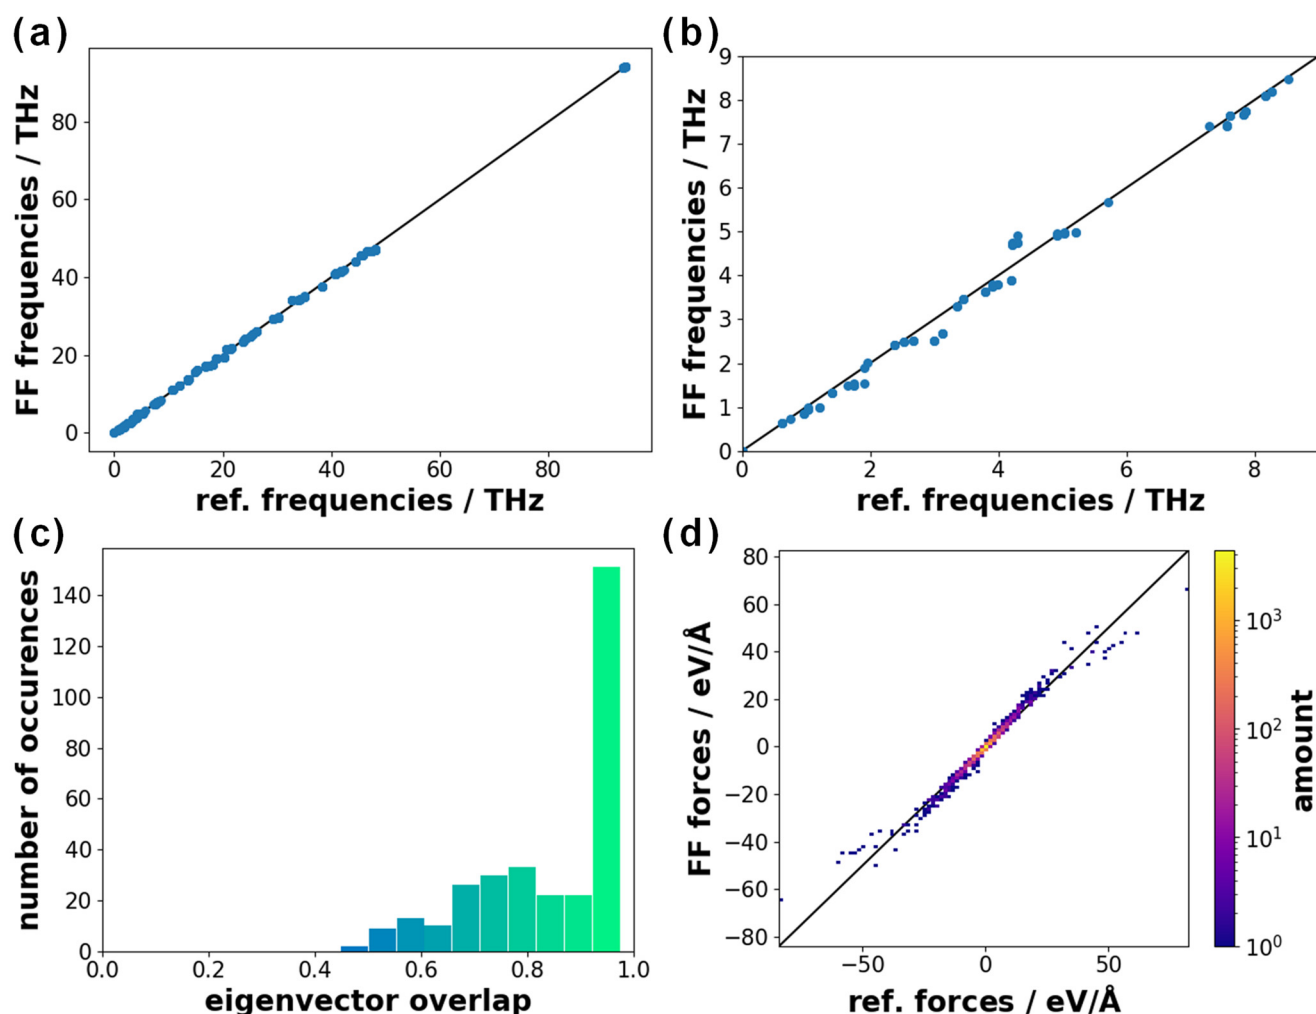 (a)
FF frequencies / THz
80
60
40
20
0
0 20 40 60 80
ref. frequencies / THz
(b)
FF frequencies / THz
9
8
7
6
5
4
3
2
1
0
0 2 4 6 8
ref. frequencies / THz
(c)
number of occurences
140
120
100
80
60
40
20
0
0.0 0.2 0.4 0.6 0.8 1.0
eigenvector overlap
(d)
FF forces / eV/Å
80
60
40
20
0
−20
−40
−60
−80
−50 0 50
ref. forces / eV/Å
10³
10²
10¹
10⁰
amount